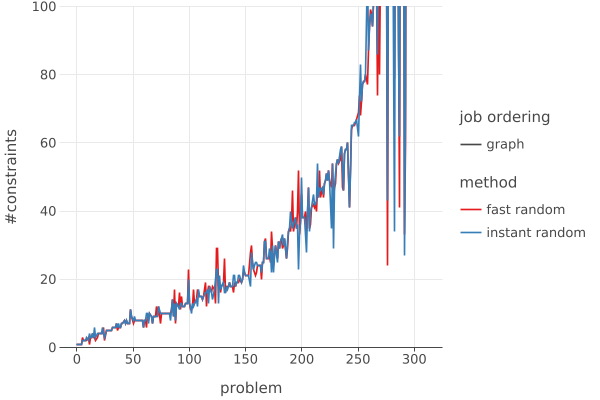 100
80
60
40
20
0
#constraints
0 50 100 150 200 250 300
problem
job ordering
graph
method
fast random
instant random